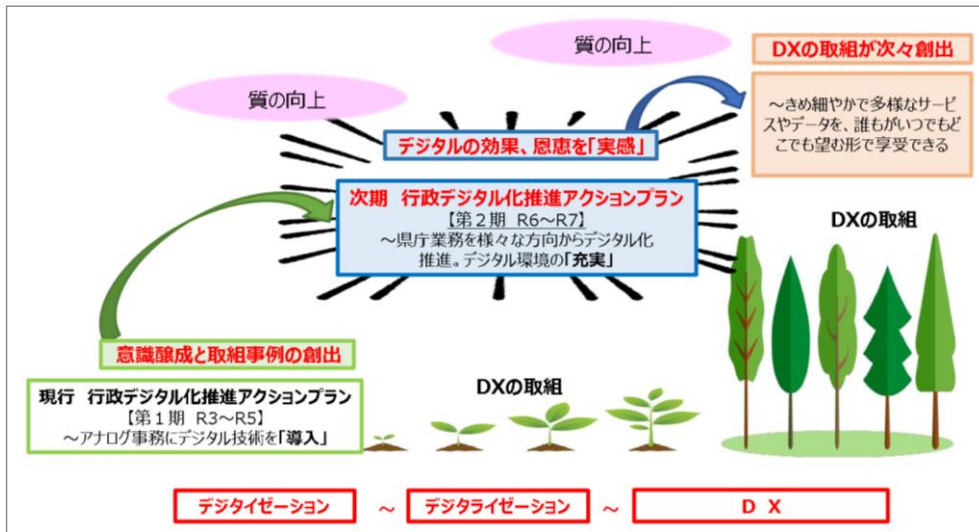 質の向上
質の向上
DXの取組が次々創出
～きめ細やかで多様なサービ
スやデータを、誰もがいつでもど
こでも望む形で享受できる
デジタルの効果、恩恵を「実感」
次期　行政デジタル化推進アクションプラン
【第２期　R6～R7】
～県庁業務を様々な方向からデジタル化
推進。デジタル環境の「充実」
DXの取組
意識醸成と取組事例の創出
現行　行政デジタル化推進アクションプラン
【第１期　R3～R5】
～アナログ事務にデジタル技術を「導入」
DXの取組
デジタイゼーション　～　デジタライゼーション　～　ＤＸ